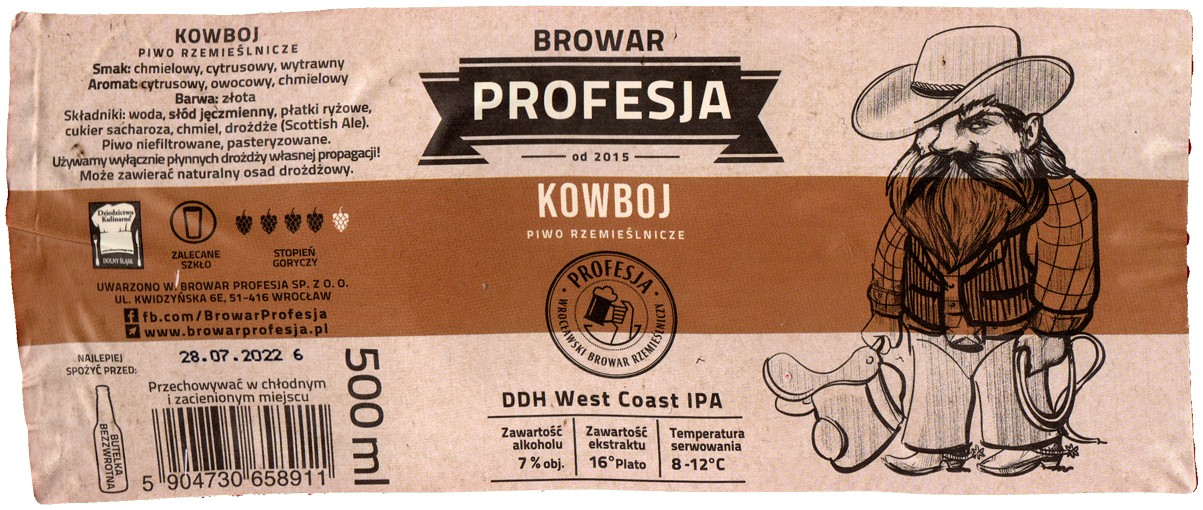 KOWBOJ
PIWO RZEMIEŚLNICZE
Smak: chmielowy, cytrusowy, wytrawny
Aromat: cytrusowy, owocowy, chmielowy
Barwa: złota
Składniki: woda, słód jęczmienny, płatki ryżowe,
cukier sacharoza, chmiel, drożdże (Scottish Ale).
Piwo niefiltrowane, pasteryzowane.
Używamy wyłącznie płynnych drożdży własnej propagacji!
Może zawierać naturalny osad drożdżowy.
Dziedzictwo
Kulinarne
DOLNY ŚLĄSK
ZALECANE
SZKŁO
STOPIEŃ
GORYCZY
UWARZONO W: BROWAR PROFESJA SP. Z O. O.
UL. KWIDZYŃSKA 6E, 51-416 WROCŁAW
fb.com/BrowarProfesja
www.browarprofesja.pl
NAJLEPIEJ
SPOŻYĆ PRZED:
28.07.2022 6
Przechowywać w chłodnym
i zacienionym miejscu
BUTELKA
BEZZWROTNA
5 904730 658911
500 ml
BROWAR
PROFESJA
od 2015
KOWBOJ
PIWO RZEMIEŚLNICZE
PROFESJA
WROCŁAWSKI BROWAR RZEMIEŚLNICZY
DDH West Coast IPA
Zawartość
alkoholu
7 % obj.
Zawartość
ekstraktu
16°Plato
Temperatura
serwowania
8 -12°C